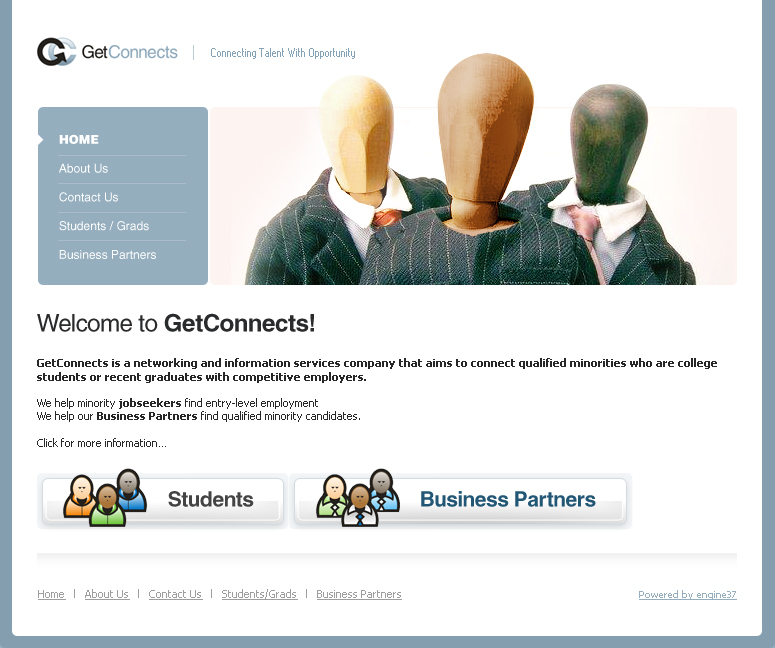 GetConnects
Connecting Talent With Opportunity
HOME
About Us
Contact Us
Students / Grads
Business Partners
Welcome to GetConnects!
GetConnects is a networking and information services company that aims to connect qualified minorities who are college
students or recent graduates with competitive employers.
We help minority jobseekers find entry-level employment
We help our Business Partners find qualified minority candidates.
Click for more information...
Students
Business Partners
Home | About Us | Contact Us | Students/Grads | Business Partners
Powered by engine37